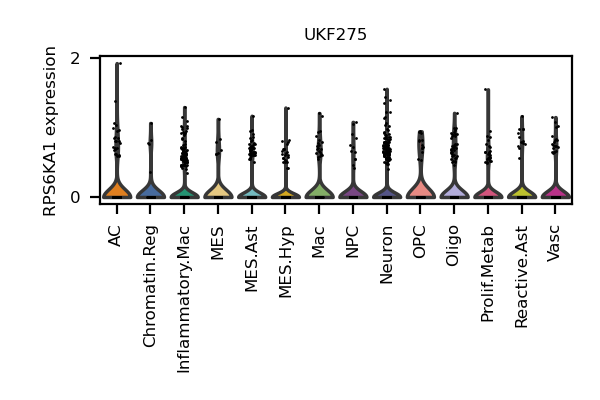 UKF275
RPS6KA1 expression
2
0
AC
Chromatin.Reg
Inflammatory.Mac
MES
MES.Ast
MES.Hyp
Mac
NPC
Neuron
OPC
Oligo
Prolif.Metab
Reactive.Ast
Vasc